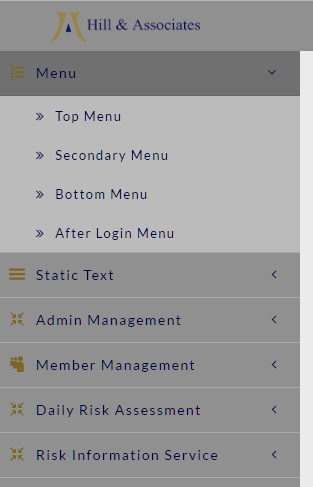 Hill & Associates
Menu
Top Menu
Secondary Menu
Bottom Menu
After Login Menu
Static Text
Admin Management
Member Management
Daily Risk Assessment
Risk Information Service